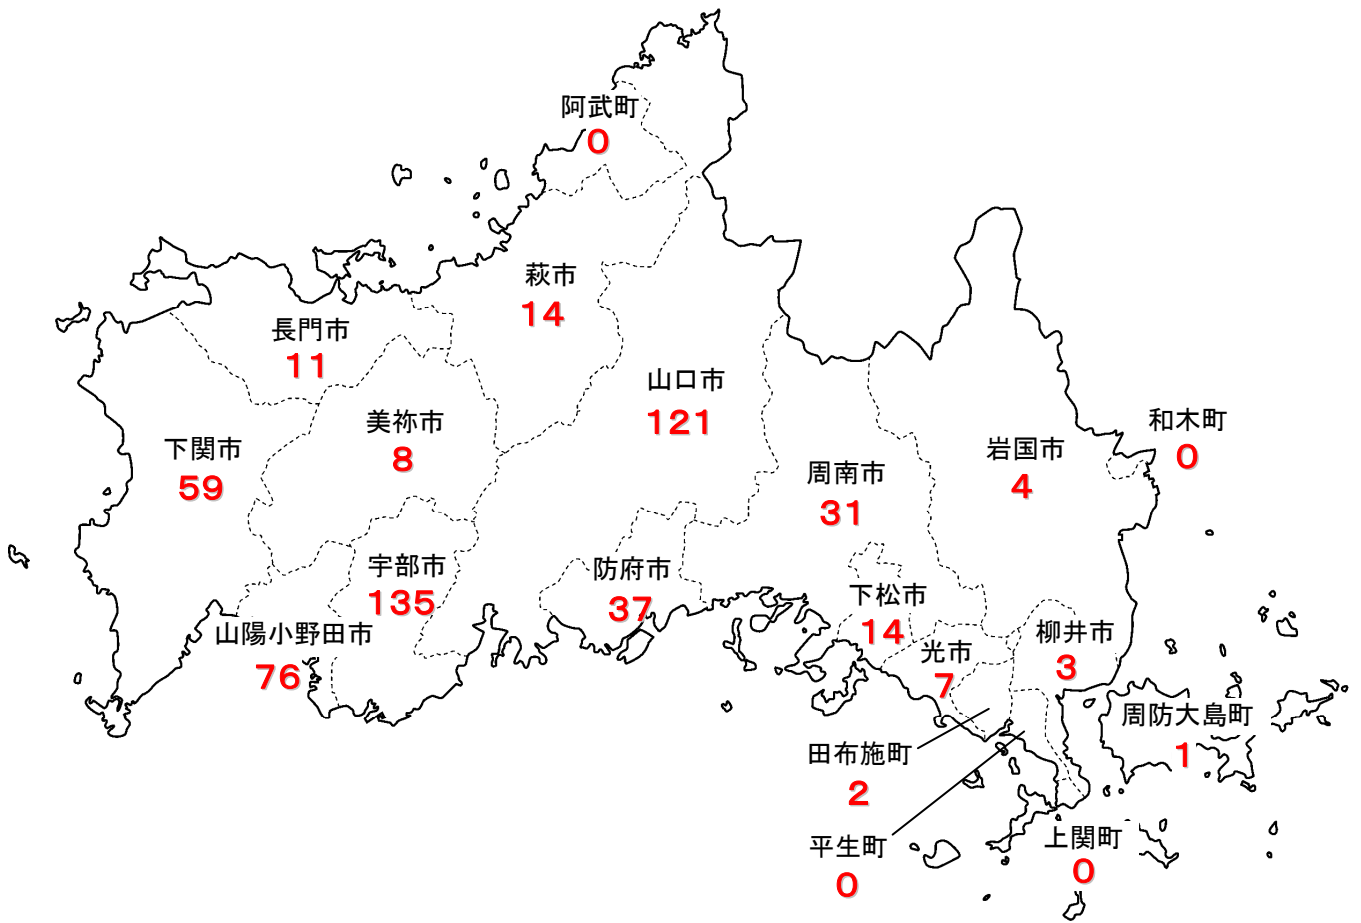 阿武町
0
萩市
14
長門市
11
山口市
121
美祢市
8
和木町
0
下関市
59
岩国市
4
周南市
31
宇部市
135
防府市
37
下松市
14
山陽小野田市
76
柳井市
3
光市
7
周防大島町
1
田布施町
2
平生町
0
上関町
0